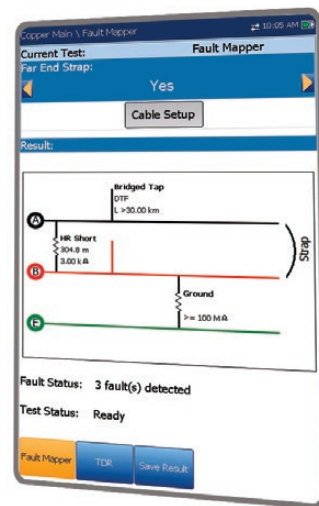 Copper Main \ Fault Mapper 10:05 AM
Current Test: Fault Mapper
Far End Strap:
Yes
Cable Setup
Result:
Bridged Tap
DTF
L >30.00 km
A
HR Short
304.8 m
3.00 kΩ
B
Strap
Ground
>= 100 MΩ
E
Fault Status: 3 fault(s) detected
Test Status: Ready
Fault Mapper TDR Save Result